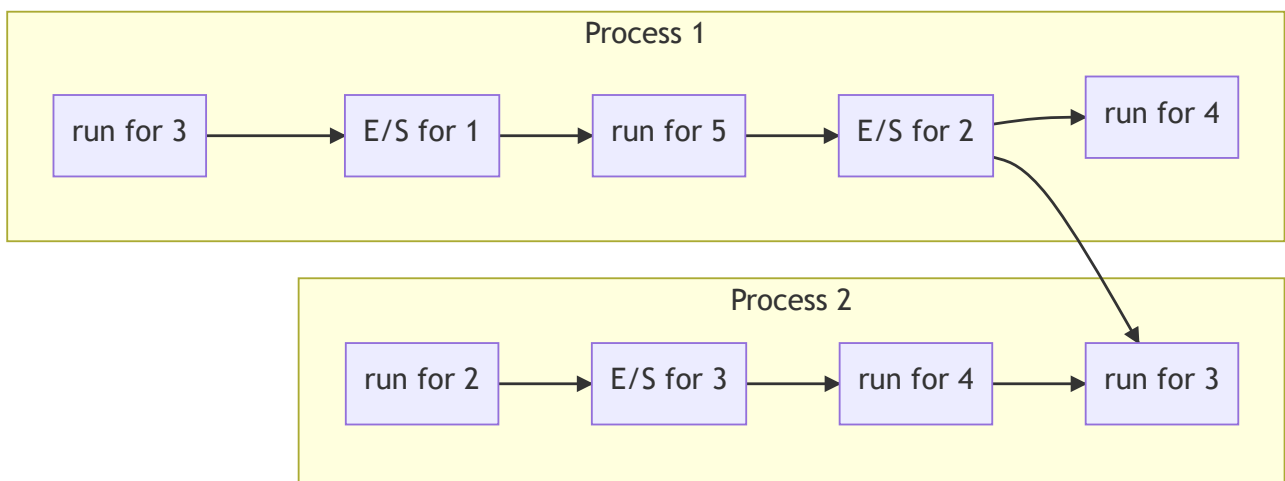 Process 1
run for 3
E/S for 1
run for 5
E/S for 2
run for 4
Process 2
run for 2
E/S for 3
run for 4
run for 3